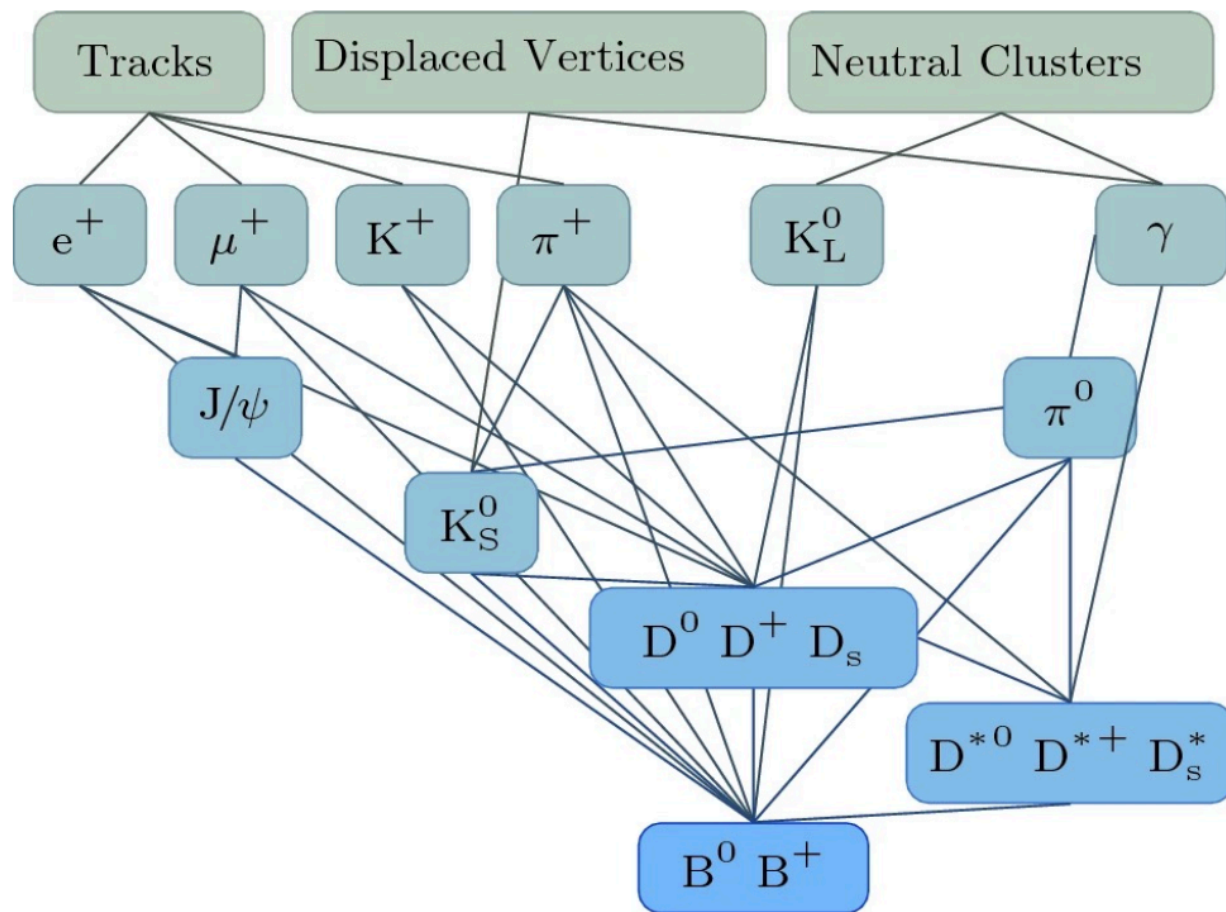 Tracks Displaced Vertices Neutral Clusters
e⁺ μ⁺ K⁺ π⁺ K⁰_L γ
J/ψ π⁰
K⁰_S
D⁰ D⁺ D_s
D*⁰ D*⁺ D*_s
B⁰ B⁺